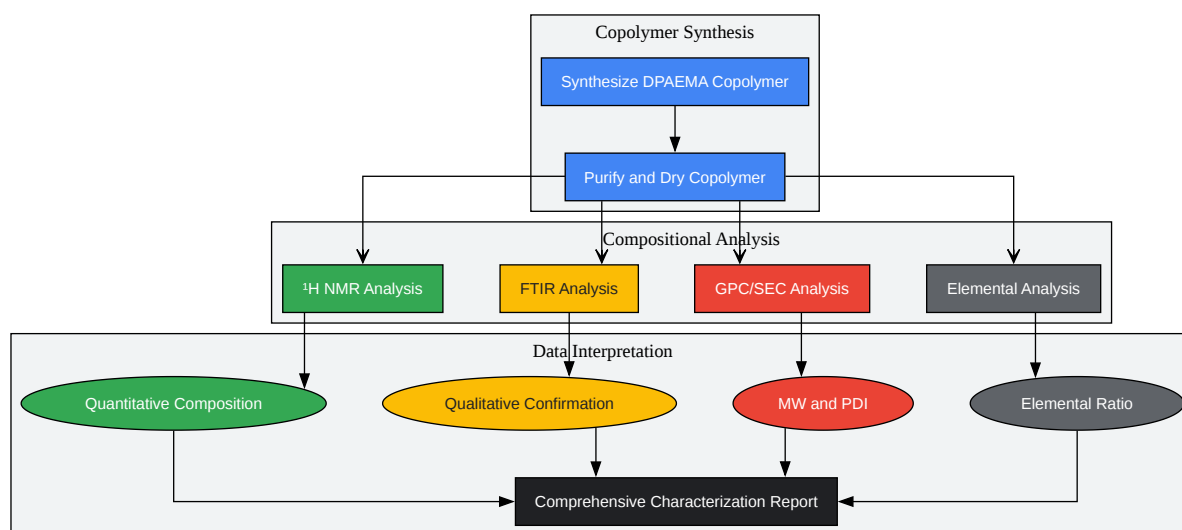 Copolymer Synthesis
Synthesize DPAEMA Copolymer
Purify and Dry Copolymer
Compositional Analysis
¹H NMR Analysis
FTIR Analysis
GPC/SEC Analysis
Elemental Analysis
Data Interpretation
Quantitative Composition
Qualitative Confirmation
MW and PDI
Elemental Ratio
Comprehensive Characterization Report